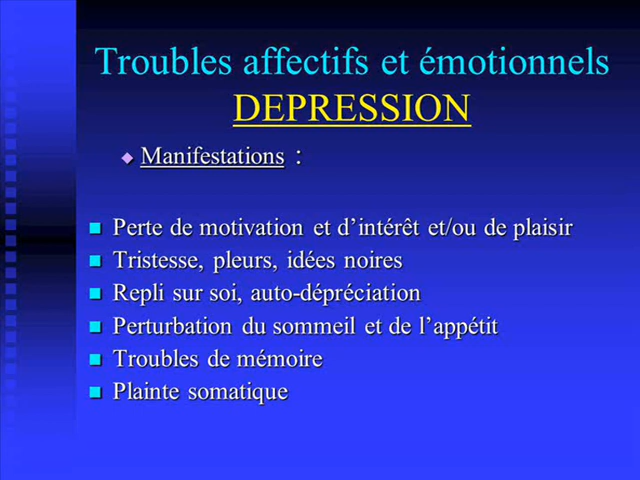 Troubles affectifs et émotionnels
DEPRESSION
Manifestations :
Perte de motivation et d’intérêt et/ou de plaisir
Tristesse, pleurs, idées noires
Repli sur soi, auto-dépréciation
Perturbation du sommeil et de l’appétit
Troubles de mémoire
Plainte somatique